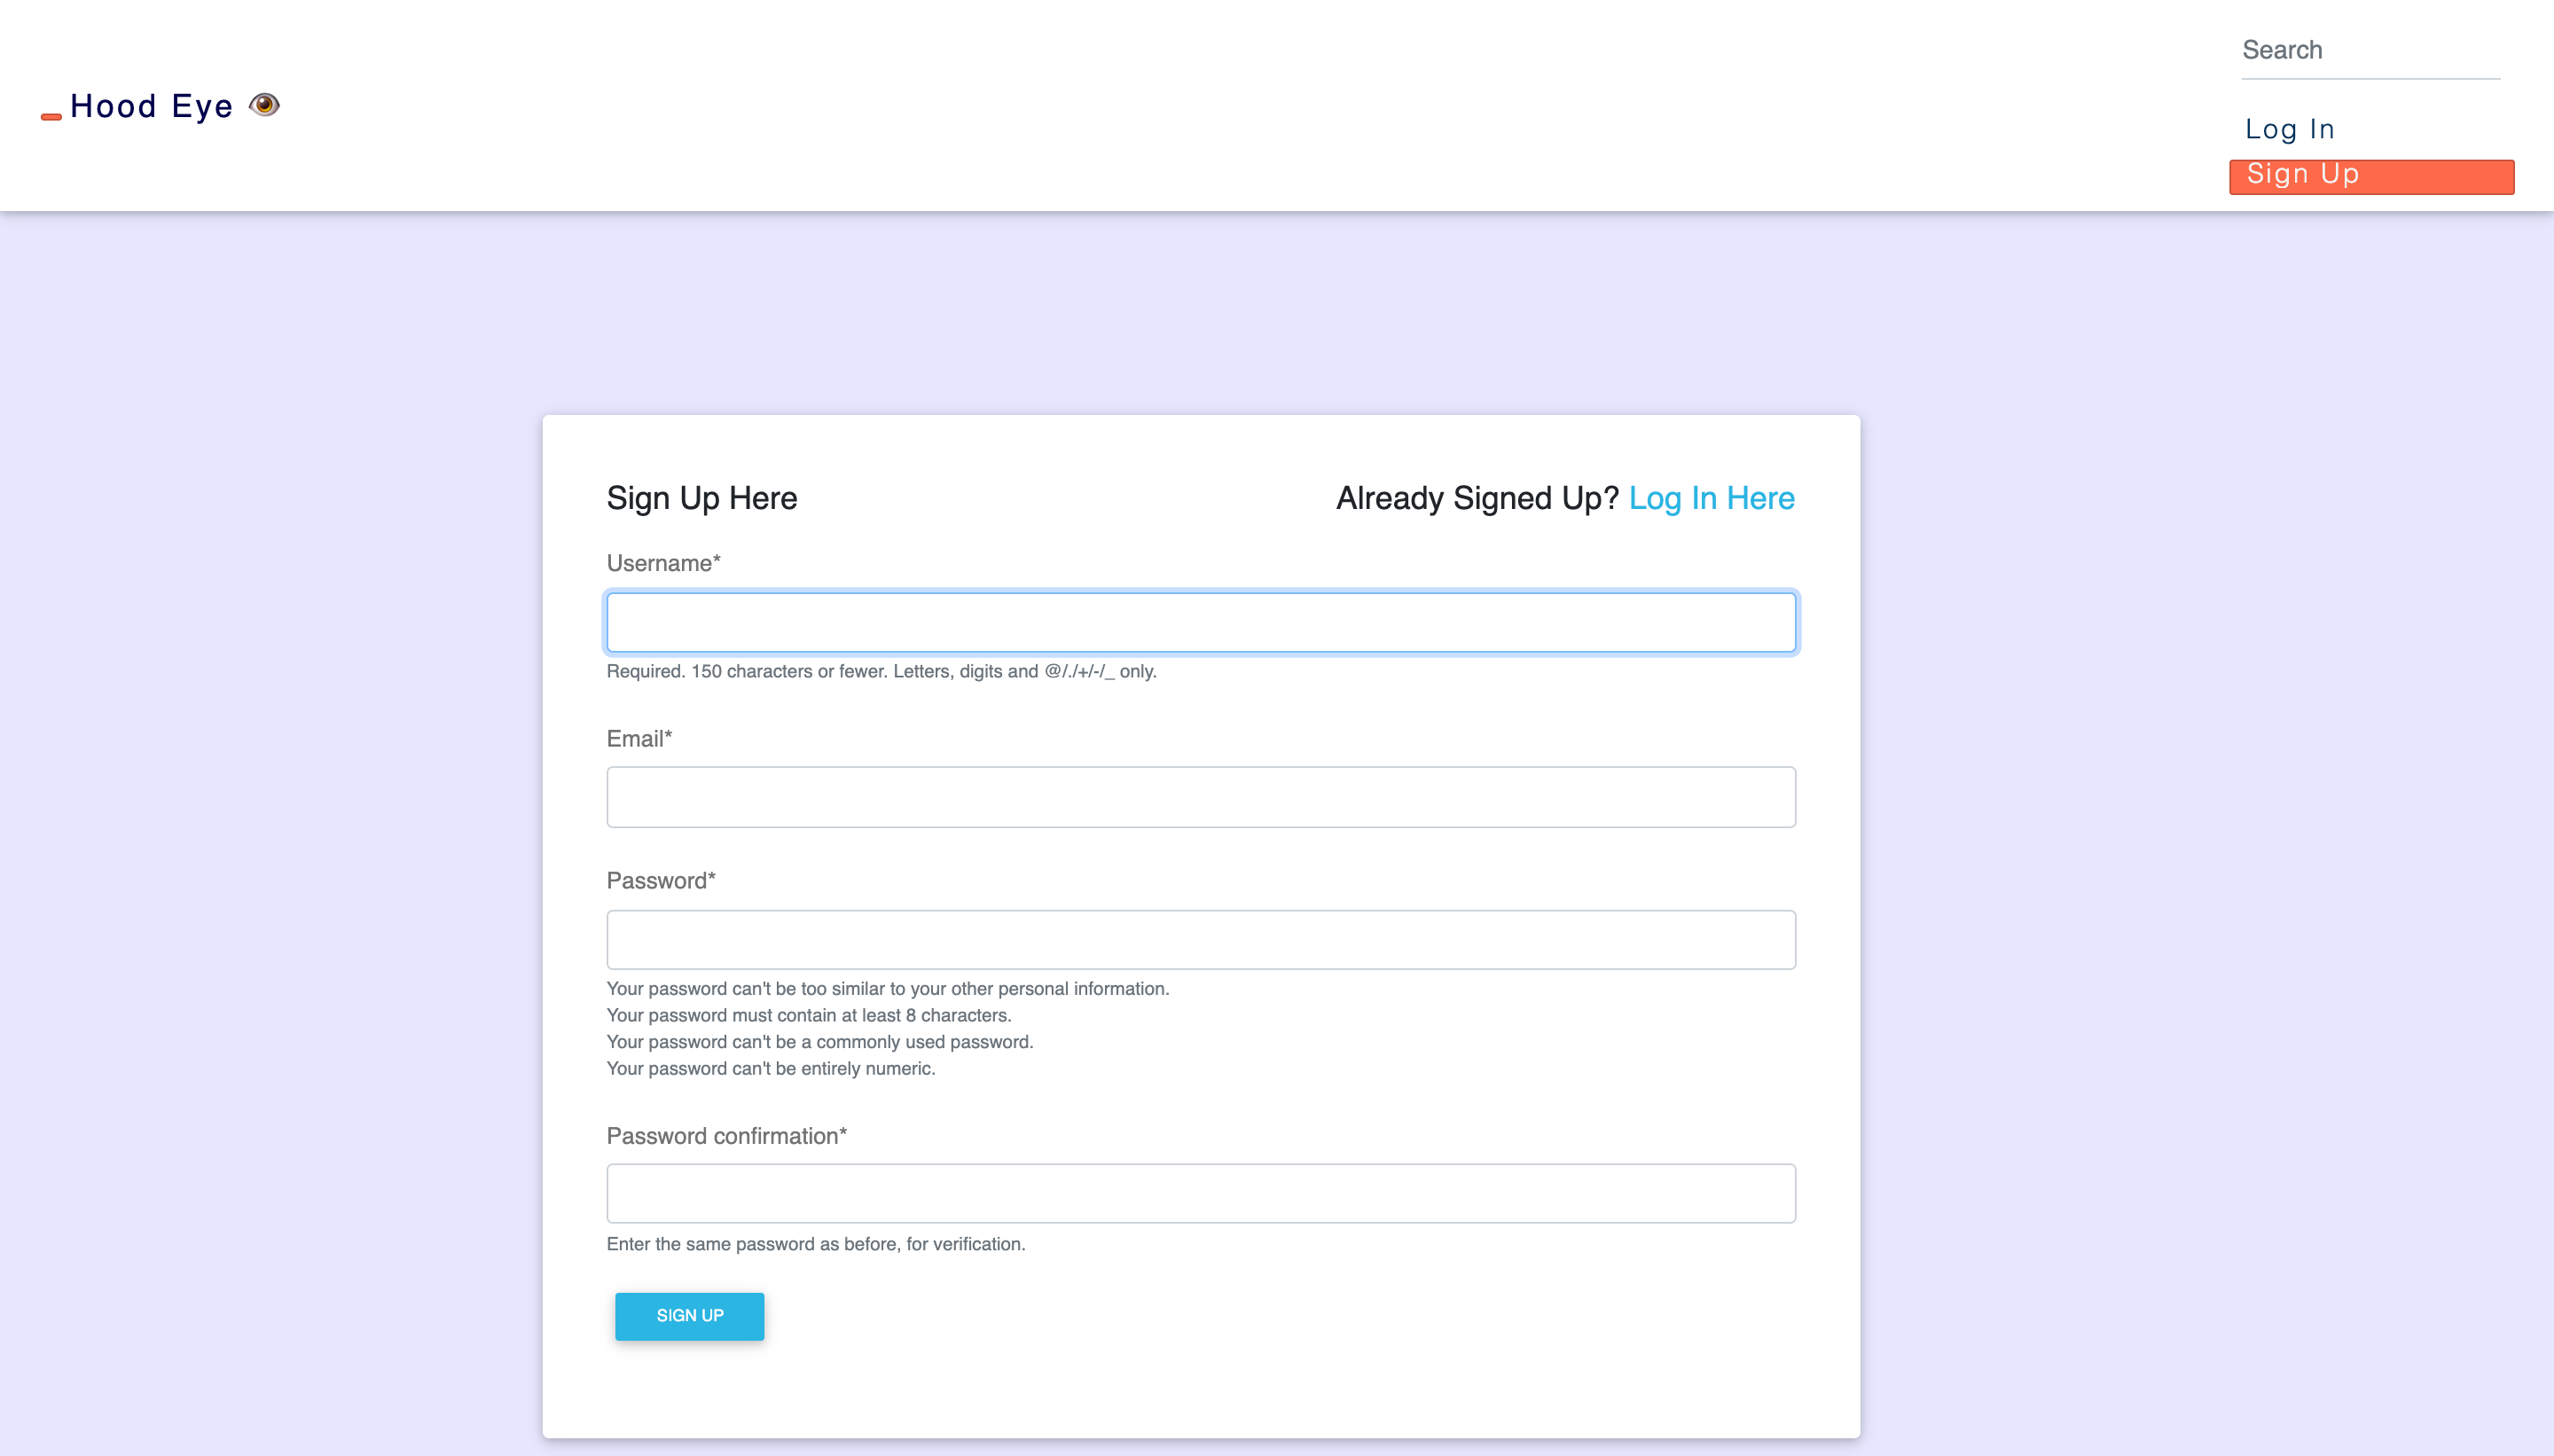 Search
Hood Eye 👁
Log In
Sign Up
Sign Up Here
Already Signed Up? Log In Here
Username*
Required. 150 characters or fewer. Letters, digits and @/./+/-/_ only.
Email*
Password*
Your password can't be too similar to your other personal information.
Your password must contain at least 8 characters.
Your password can't be a commonly used password.
Your password can't be entirely numeric.
Password confirmation*
Enter the same password as before, for verification.
SIGN UP